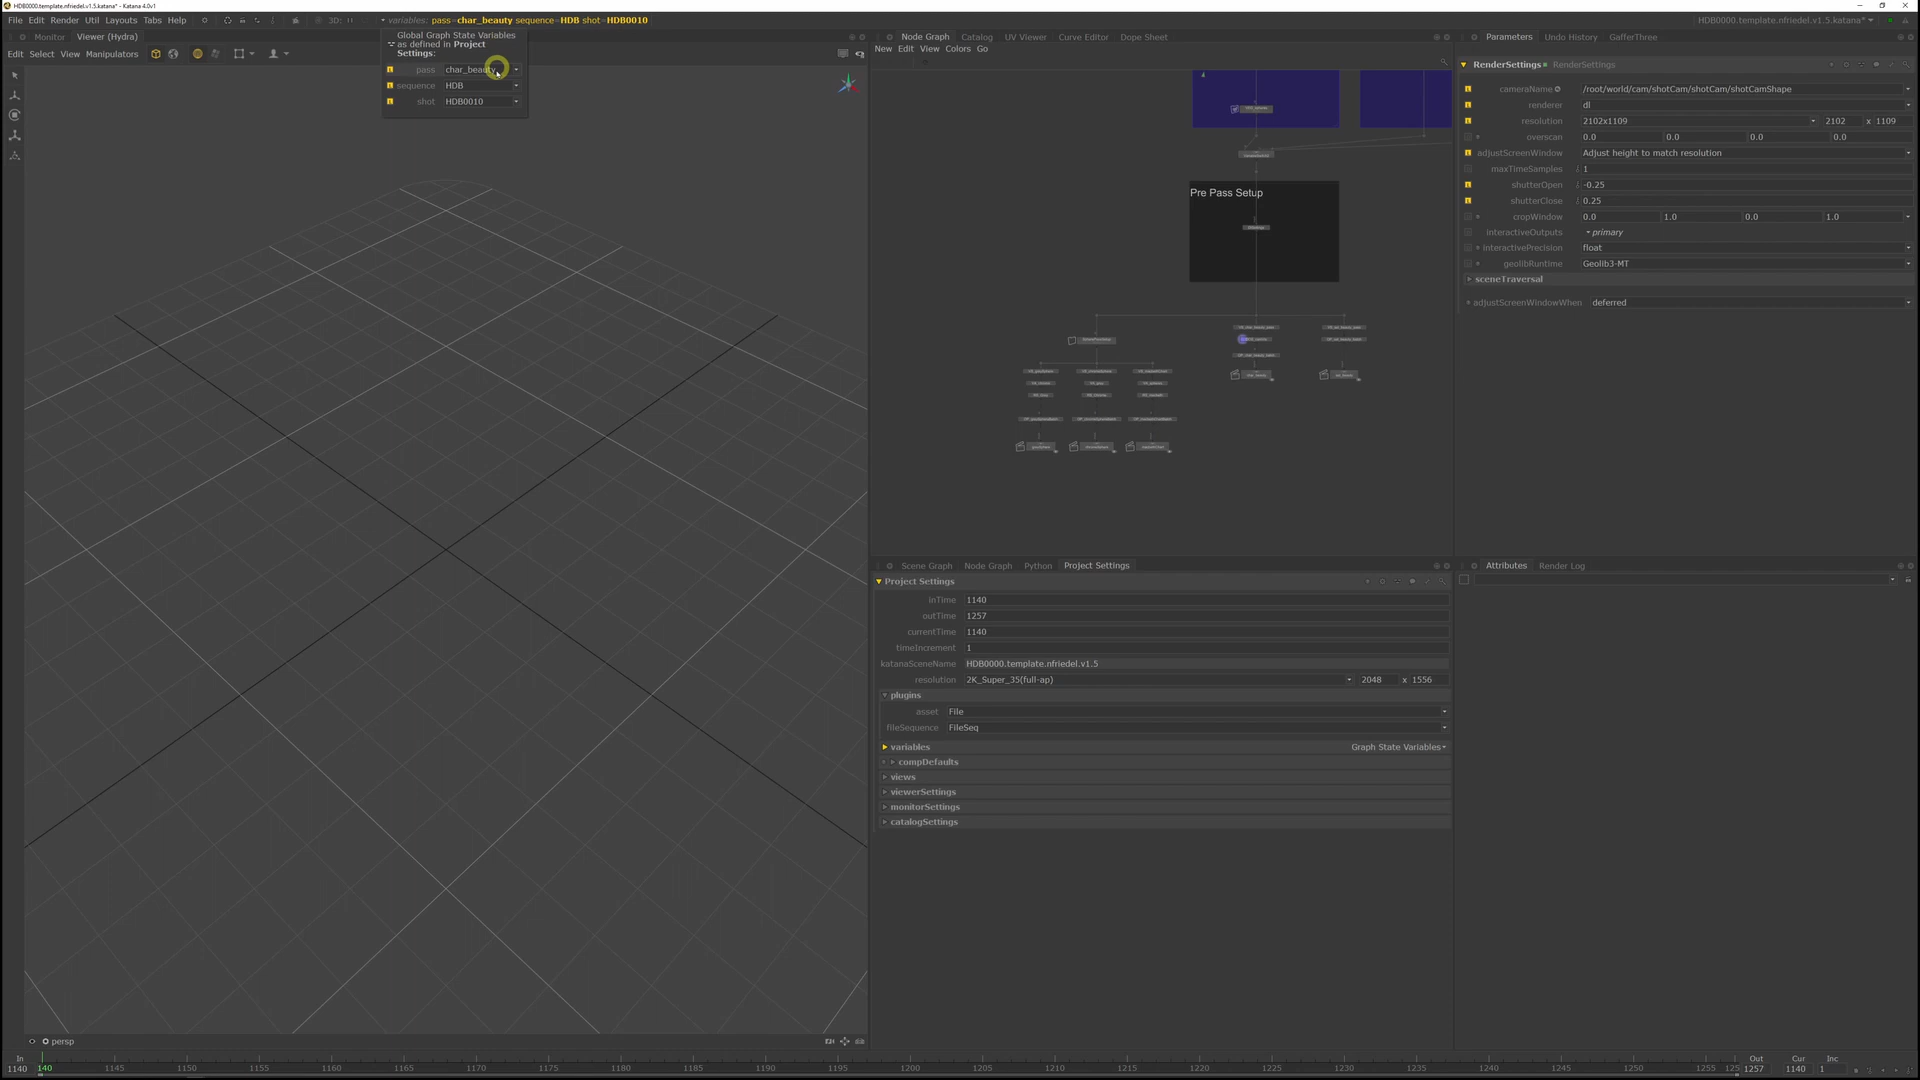 HDB0000.template.nfriedel.v1.5.katana* - Katana 4.0v1
File Edit Render Util Layouts Tabs Help
3D:
variables: pass=char_beauty sequence=HDB shot=HDB0010
HDB0000.template.nfriedel.v1.5.katana*
Monitor Viewer (Hydra)
Edit Select View Manipulators
Global Graph State Variables
as defined in Project
Settings:
pass char_beauty
sequence HDB
shot HDB0010
persp
Node Graph Catalog UV Viewer Curve Editor Dope Sheet
New Edit View Colors Go
Pre Pass Setup
Parameters Undo History GafferThree
RenderSettings RenderSettings
cameraName /root/world/cam/shotCam/shotCam/shotCamShape
renderer dl
resolution 2102x1109 2102 x 1109
overscan 0.0 0.0 0.0 0.0
adjustScreenWindow Adjust height to match resolution
maxTimeSamples 1
shutterOpen -0.25
shutterClose 0.25
cropWindow 0.0 1.0 0.0 1.0
interactiveOutputs primary
interactivePrecision float
geolibRuntime Geolib3-MT
sceneTraversal
adjustScreenWindowWhen deferred
Scene Graph Node Graph Python Project Settings
Project Settings
inTime 1140
outTime 1257
currentTime 1140
timeIncrement 1
katanaSceneName HDB0000.template.nfriedel.v1.5
resolution 2K_Super_35(full-ap) 2048 x 1556
plugins
asset File
fileSequence FileSeq
variables Graph State Variables
compDefaults
views
viewerSettings
monitorSettings
catalogSettings
Attributes Render Log
In
1140
140 1145 1150 1155 1160 1165 1170 1175 1180 1185 1190 1195 1200 1205 1210 1215 1220 1225 1230 1235 1240 1245 1250 125
Out Cur Inc
1257 1140 1